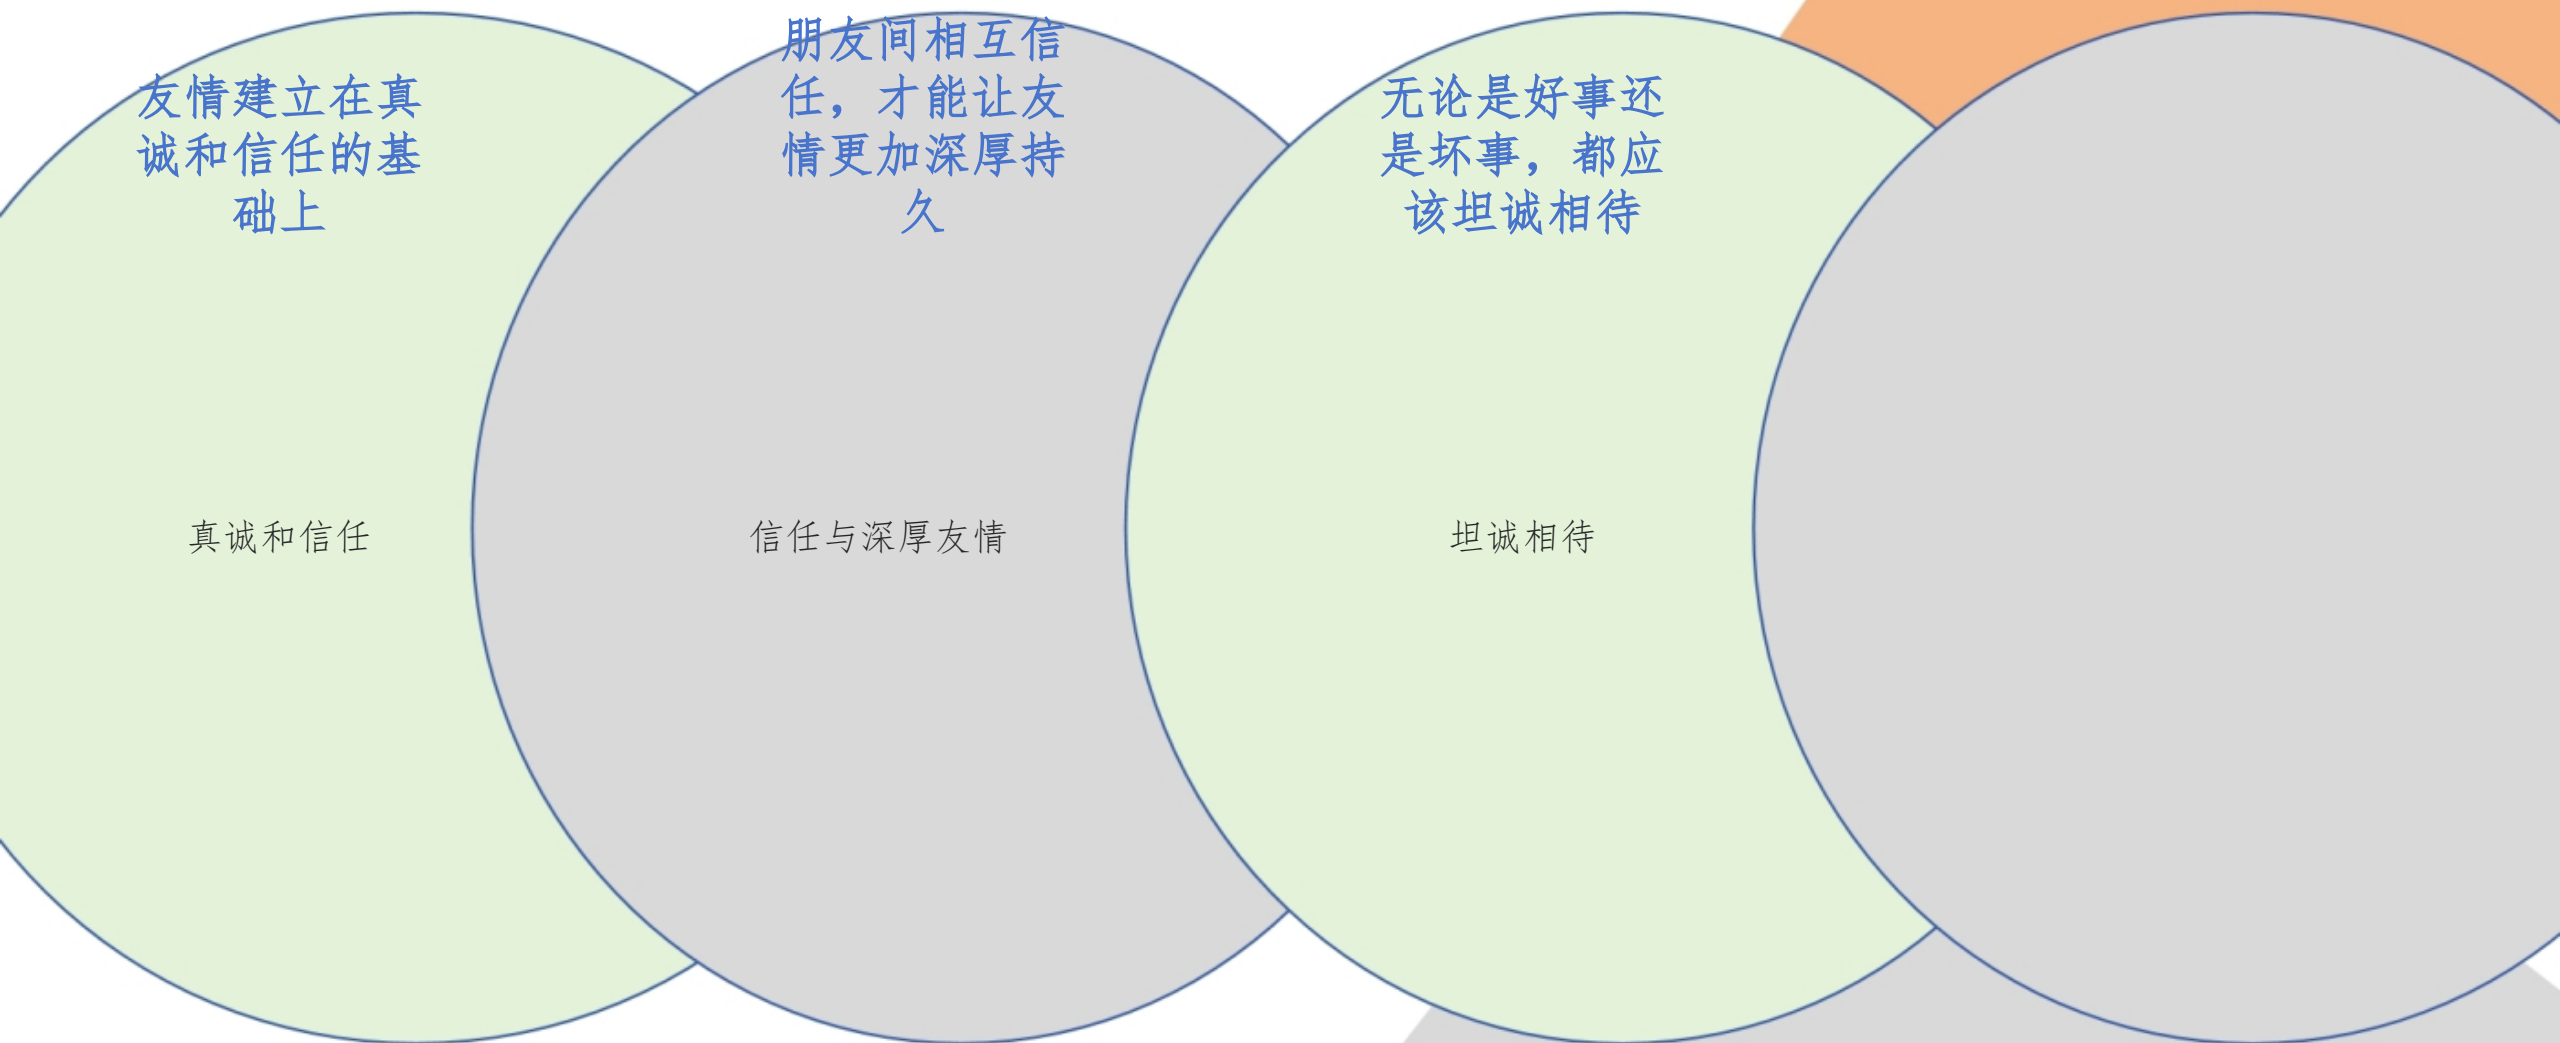 友情建立在真
诚和信任的基
础上
真诚和信任
朋友间相互信
任，才能让友
情更加深厚持
久
信任与深厚友情
无论是好事还
是坏事，都应
该坦诚相待
坦诚相待